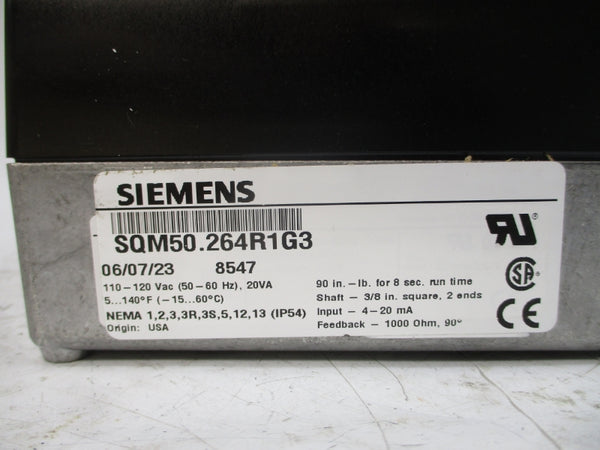 SIEMENS
SQM50.264R1G3
06/07/23 8547
110-120 Vac (50-60 Hz), 20VA
5...140°F (-15...60°C)
NEMA 1,2,3,3R,3S,5,12,13 (IP54)
Origin: USA
90 in.-lb. for 8 sec. run time
Shaft - 3/8 in. square, 2 ends
Input - 4-20 mA
Feedback - 1000 Ohm, 90°
RU
SA
CE